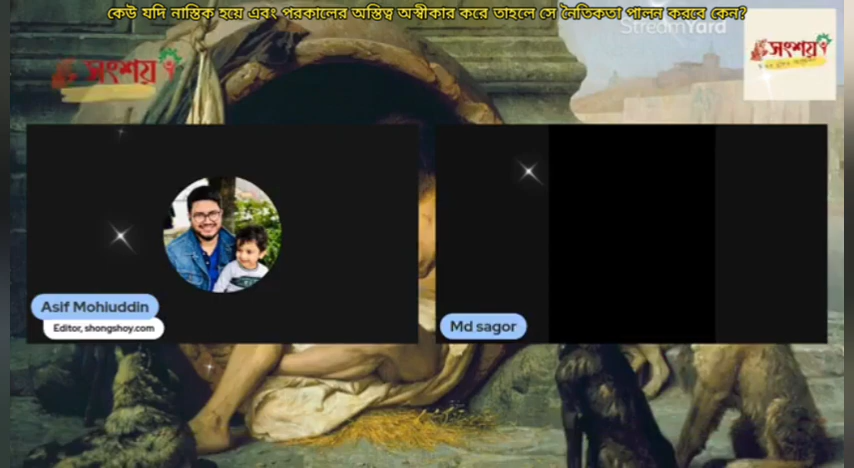 কেউ যদি নাস্তিক হয়ে এবং পরকালের অস্তিত্ব অস্বীকার করে তাহলে সে নৈতিকতা পালন করবে কেন?
StreamYard
সংশয়
সংশয়
Asif Mohiuddin
Editor, shongshoy.com
Md sagor